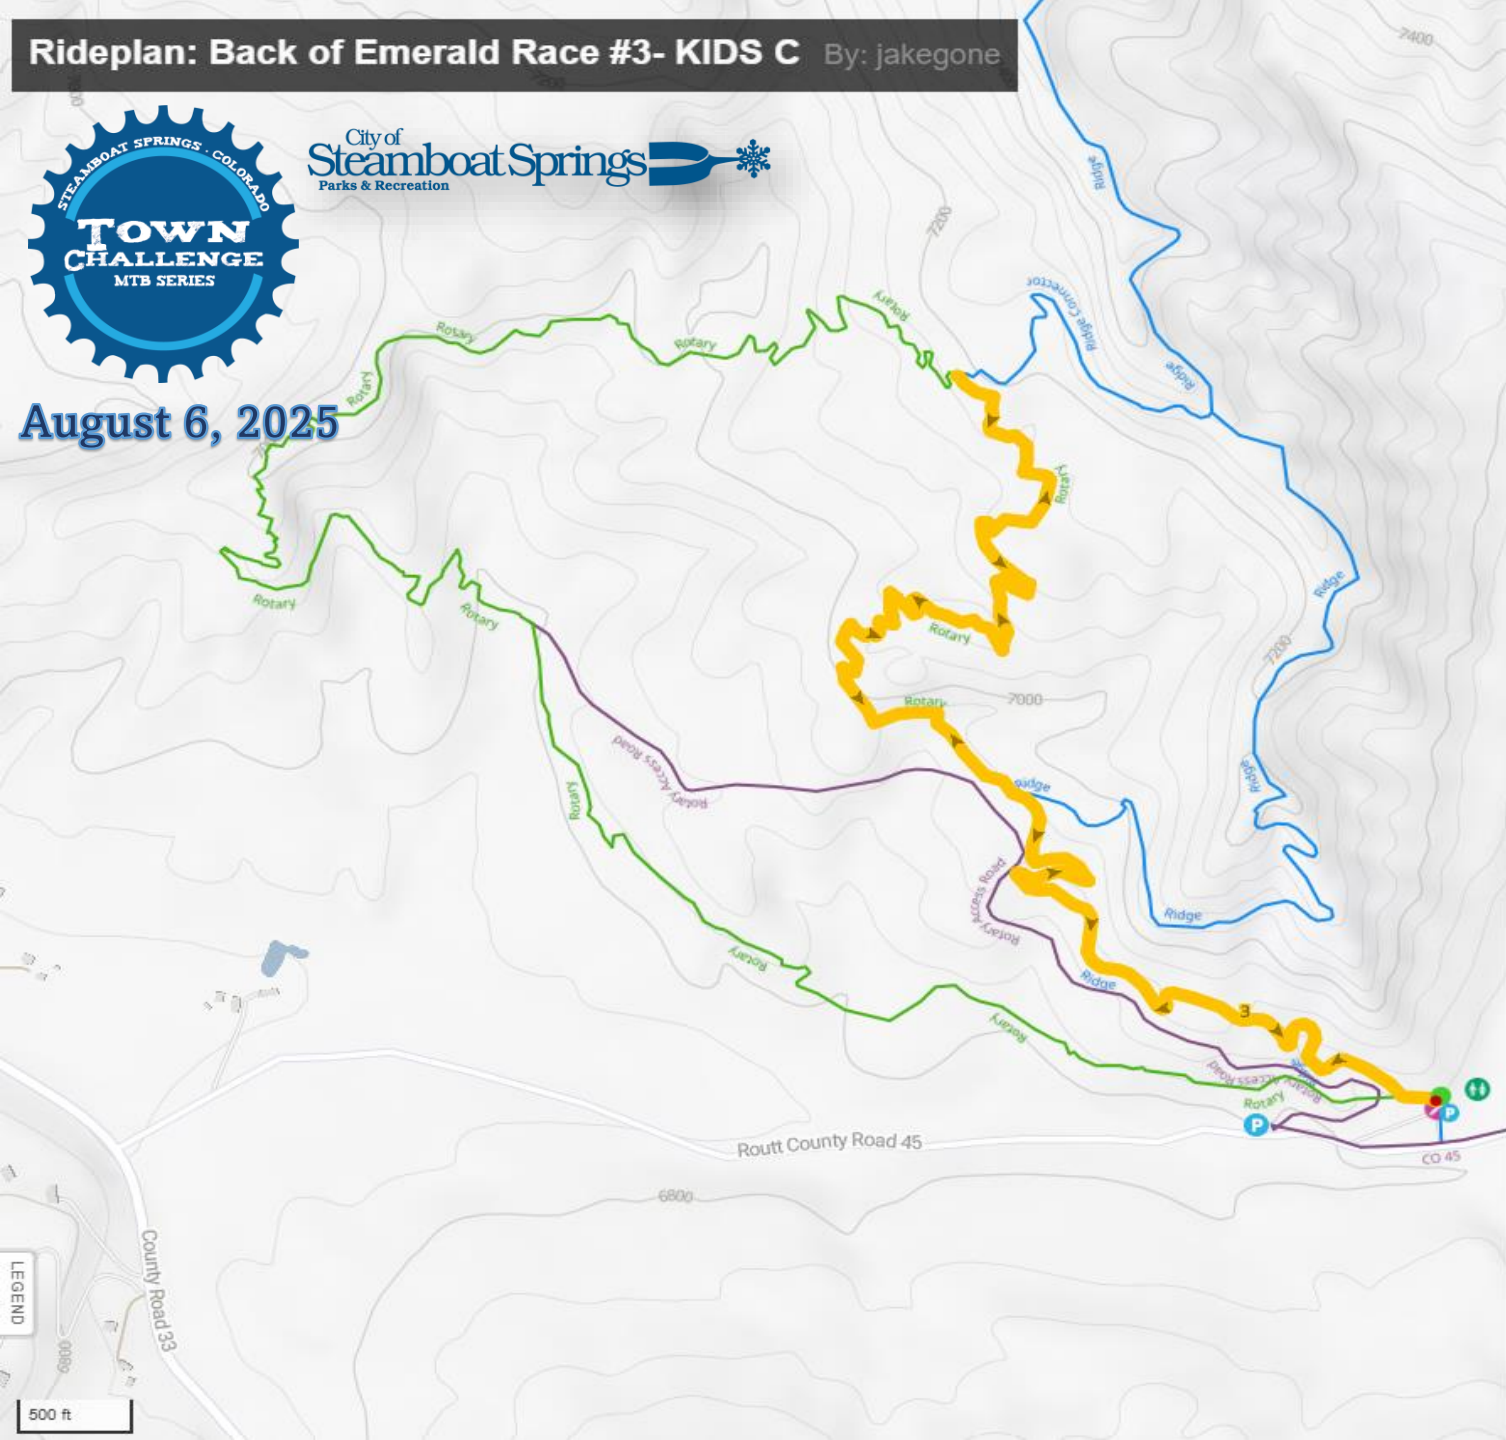 Rideplan: Back of Emerald Race #3- KIDS C By: jakegone
7400
STEAMBOAT SPRINGS . COLORADO
TOWN
CHALLENGE
MTB SERIES
City of
Steamboat Springs
Parks & Recreation
August 6, 2025
Ridge
7200
Ridge Connector
Rotary
Rotary
Rotary
Rotary
Ridge
Rotary
Rotary
Rotary
Ridge
Rotary
7200
Rotary
7000
Rotary Access Road
Ridge
Ridge
Rotary
Rotary Access Road
Ridge
Rotary
Ridge
3
Rotary
Rotary Access Road
Rotary
P
P
Routt County Road 45
CO 45
6800
County Road 33
LEGEND
500 ft